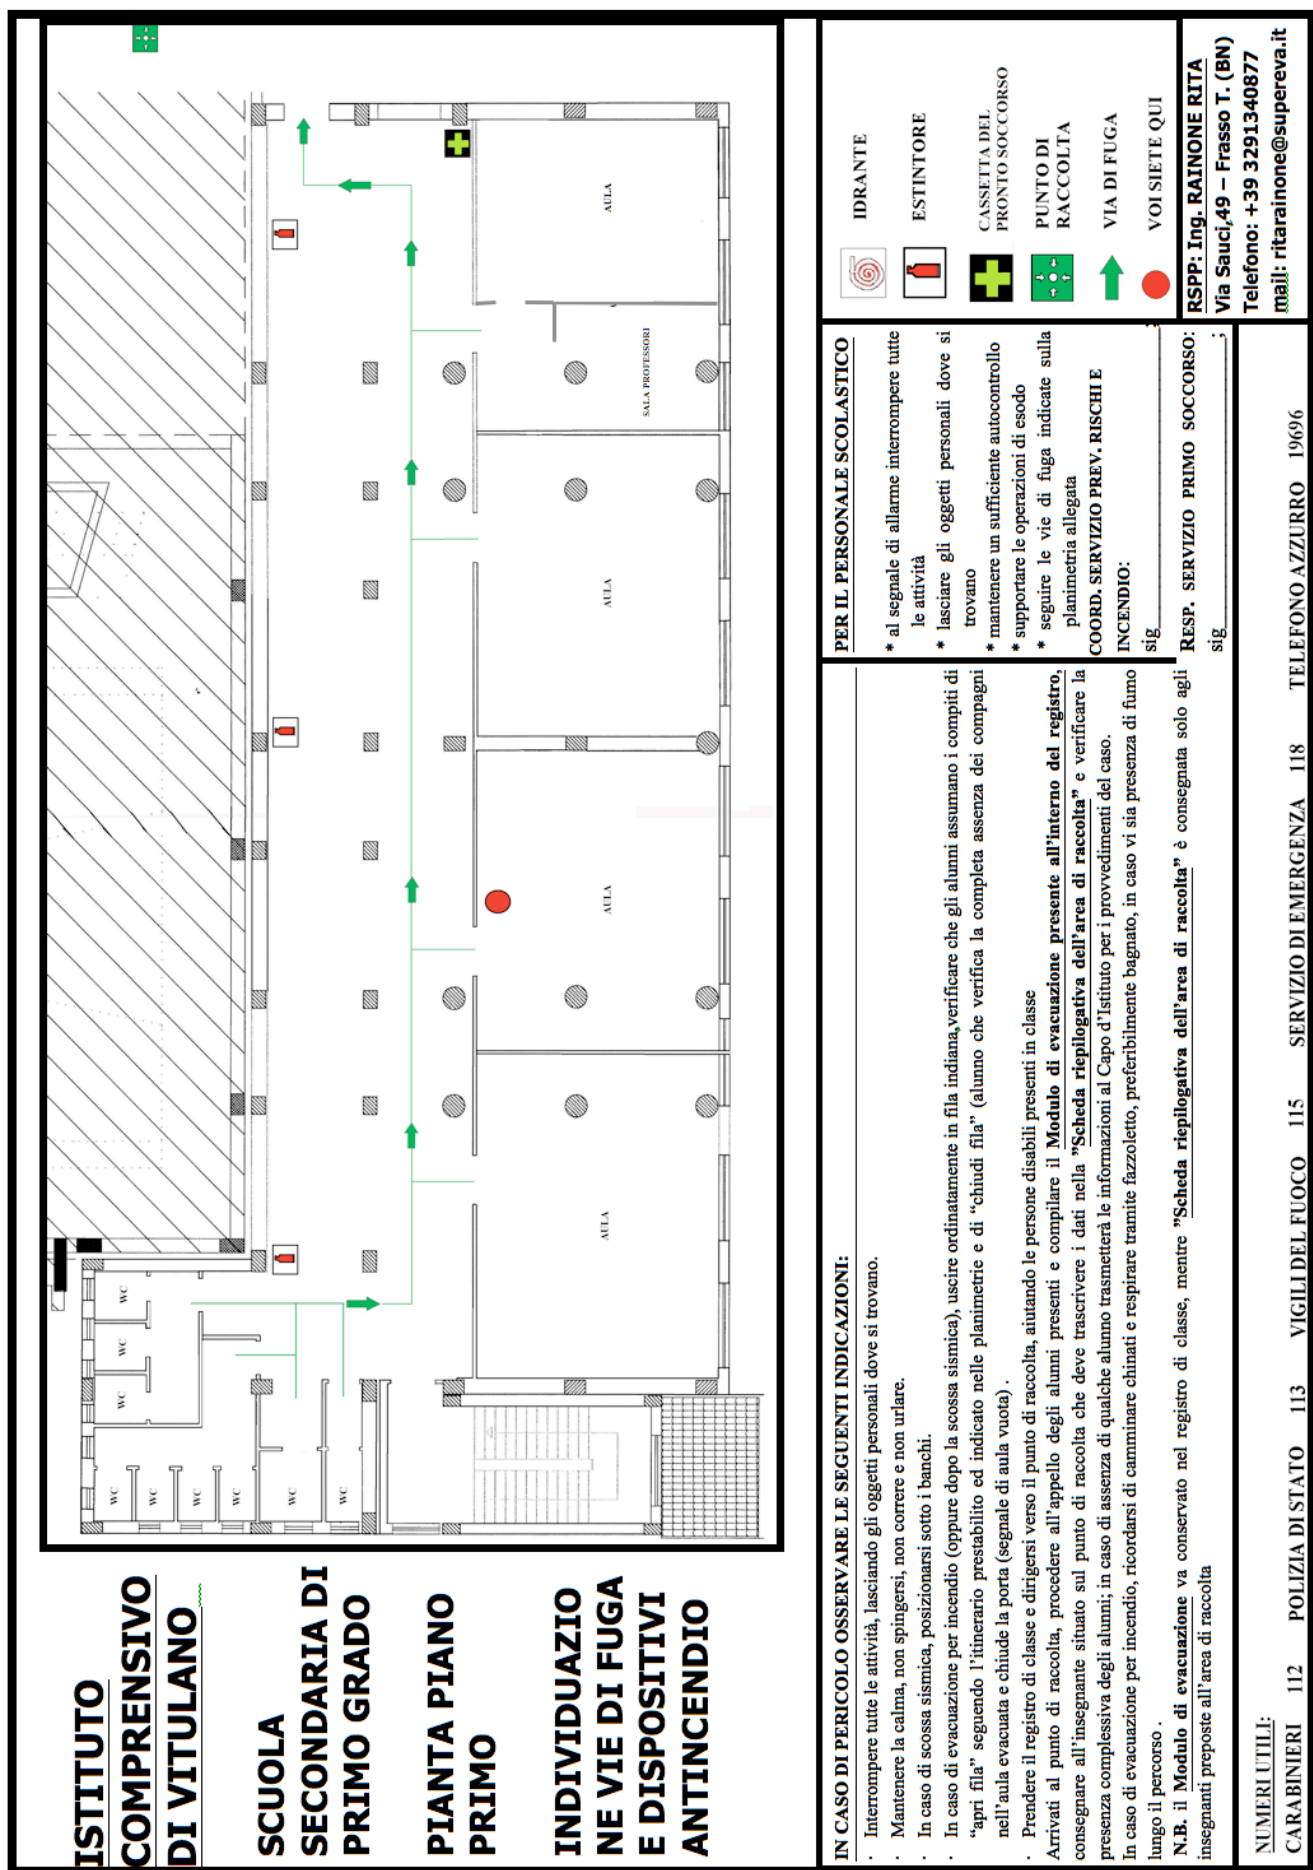 ISTITUTO
COMPRENSIVO
DI VITULANO
SCUOLA
SECONDARIA DI
PRIMO GRADO
PIANTA PIANO
PRIMO
INDIVIDUAZIO
NE VIE DI FUGA
E DISPOSITIVI
ANTINCENDIO
WC
WC
WC
WC
WC
WC
WC
WC
WC
AULA
AULA
AULA
SALA PROFESSORI
AULA
IN CASO DI PERICOLO OSSERVARE LE SEGUENTI INDICAZIONI:
· Interrompere tutte le attività, lasciando gli oggetti personali dove si trovano.
· Mantenere la calma, non spingersi, non correre e non urlare.
· In caso di scossa sismica, posizionarsi sotto i banchi.
· In caso di evacuazione per incendio (oppure dopo la scossa sismica), uscire ordinatamente in fila indiana,verificare che gli alunni assumano i compiti di
“apri fila” seguendo l’itinerario prestabilito ed indicato nelle planimetrie e di “chiudi fila” (alunno che verifica la completa assenza dei compagni
nell’aula evacuata e chiude la porta (segnale di aula vuota) .
· Prendere il registro di classe e dirigersi verso il punto di raccolta, aiutando le persone disabili presenti in classe
Arrivati al punto di raccolta, procedere all’appello degli alunni presenti e compilare il Modulo di evacuazione presente all’interno del registro,
consegnare all’insegnante situato sul punto di raccolta che deve trascrivere i dati nella ”Scheda riepilogativa dell’area di raccolta” e verificare la
presenza complessiva degli alunni; in caso di assenza di qualche alunno trasmetterà le informazioni al Capo d’Istituto per i provvedimenti del caso.
In caso di evacuazione per incendio, ricordarsi di camminare chinati e respirare tramite fazzoletto, preferibilmente bagnato, in caso vi sia presenza di fumo
lungo il percorso .
N.B. il Modulo di evacuazione va conservato nel registro di classe, mentre ”Scheda riepilogativa dell’area di raccolta” è consegnata solo agli
insegnanti preposte all’area di raccolta
PER IL PERSONALE SCOLASTICO
* al segnale di allarme interrompere tutte
le attività
* lasciare gli oggetti personali dove si
trovano
* mantenere un sufficiente autocontrollo
* supportare le operazioni di esodo
* seguire le vie di fuga indicate sulla
planimetria allegata
COORD. SERVIZIO PREV. RISCHI E
INCENDIO:
sig____________________;
RESP. SERVIZIO PRIMO SOCCORSO:
sig____________________;
IDRANTE
ESTINTORE
CASSETTA DEL
PRONTO SOCCORSO
PUNTO DI
RACCOLTA
VIA DI FUGA
VOI SIETE QUI
RSPP: Ing. RAINONE RITA
Via Sauci,49 – Frasso T. (BN)
Telefono: +39 3291340877
mail: ritarainone@supereva.it
NUMERI UTILI:
CARABINIERI 112 POLIZIA DI STATO 113 VIGILI DEL FUOCO 115 SERVIZIO DI EMERGENZA 118 TELEFONO AZZURRO 19696